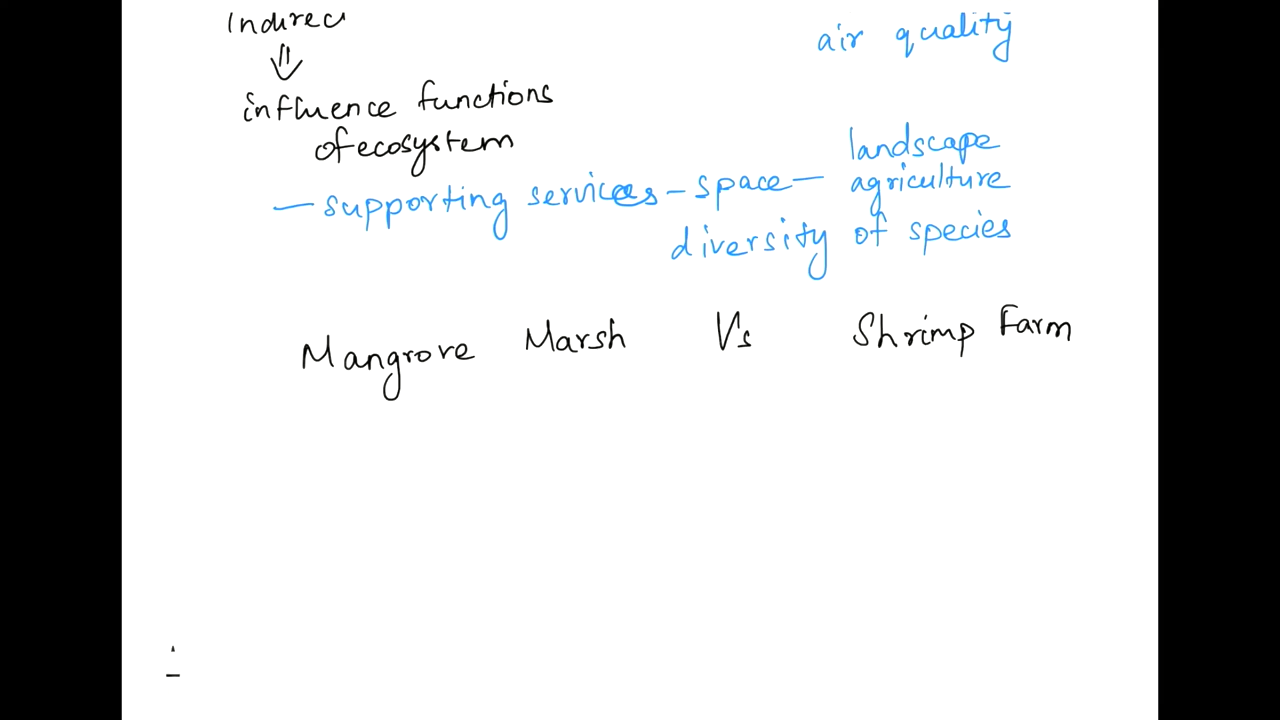 Indirec
air quality
influence functions
of ecosystem
landscape
— supporting services – space — agriculture
diversity of species
Mangrove Marsh Vs Shrimp Farm